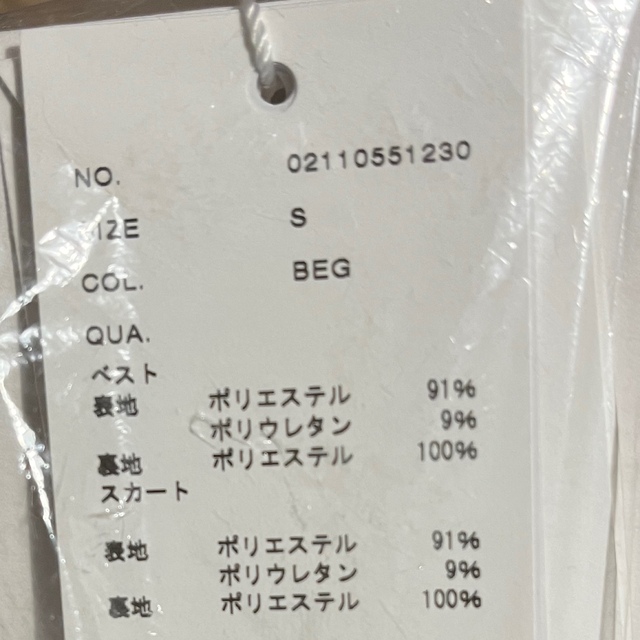 NO. 02110551230
IZE S
COL. BEG
QUA.
ベスト
表地 ポリエステル 91%
ポリウレタン 9%
裏地 ポリエステル 100%
スカート
表地 ポリエステル 91%
ポリウレタン 9%
裏地 ポリエステル 100%